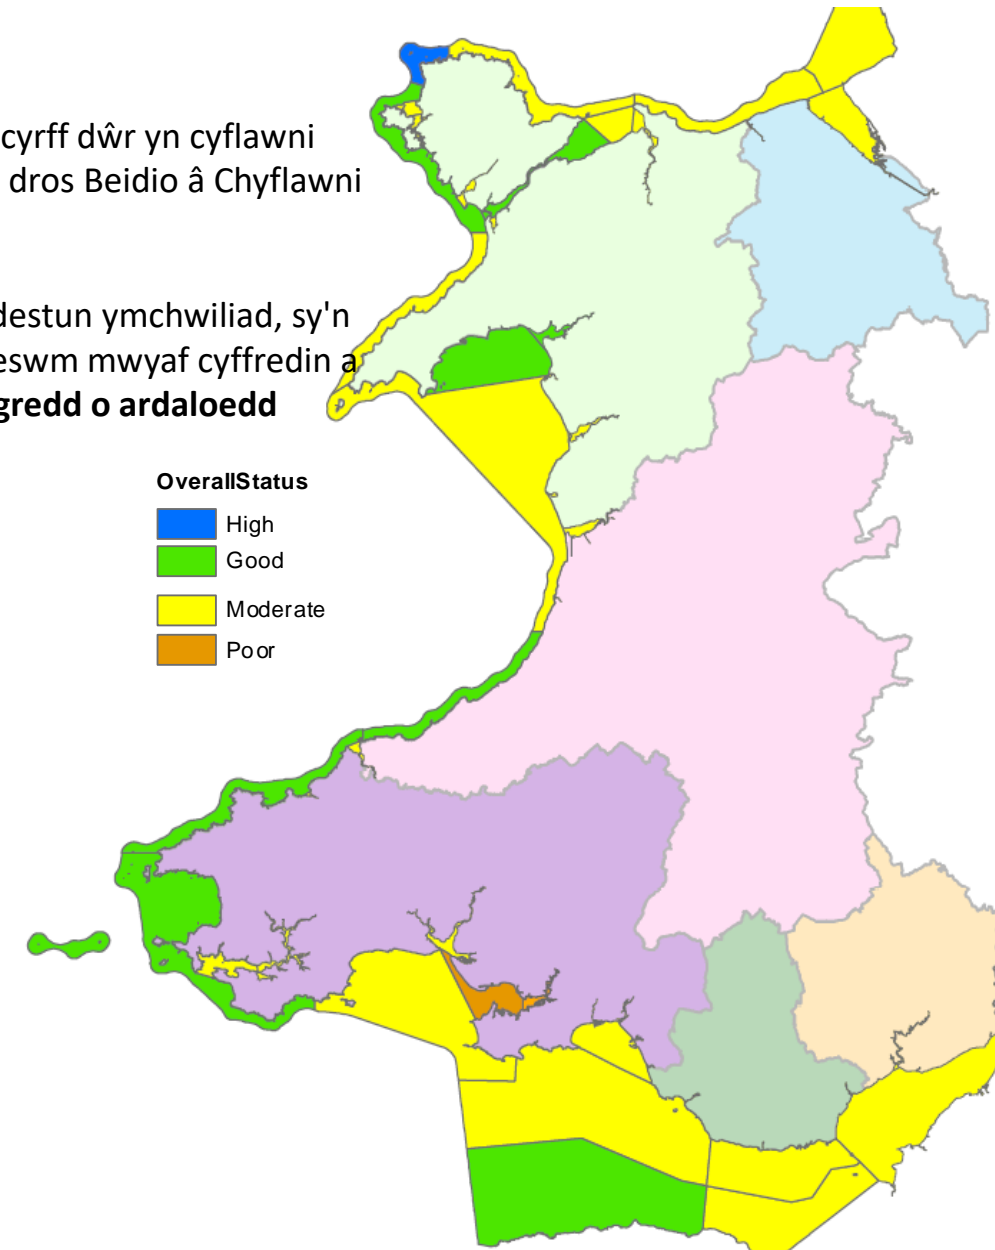 cyrff dŵr yn cyflawni
dros Beidio â Chyflawni
destun ymchwiliad, sy'n
eswm mwyaf cyffredin a
gredd o ardaloedd
OverallStatus
High
Good
Moderate
Poor